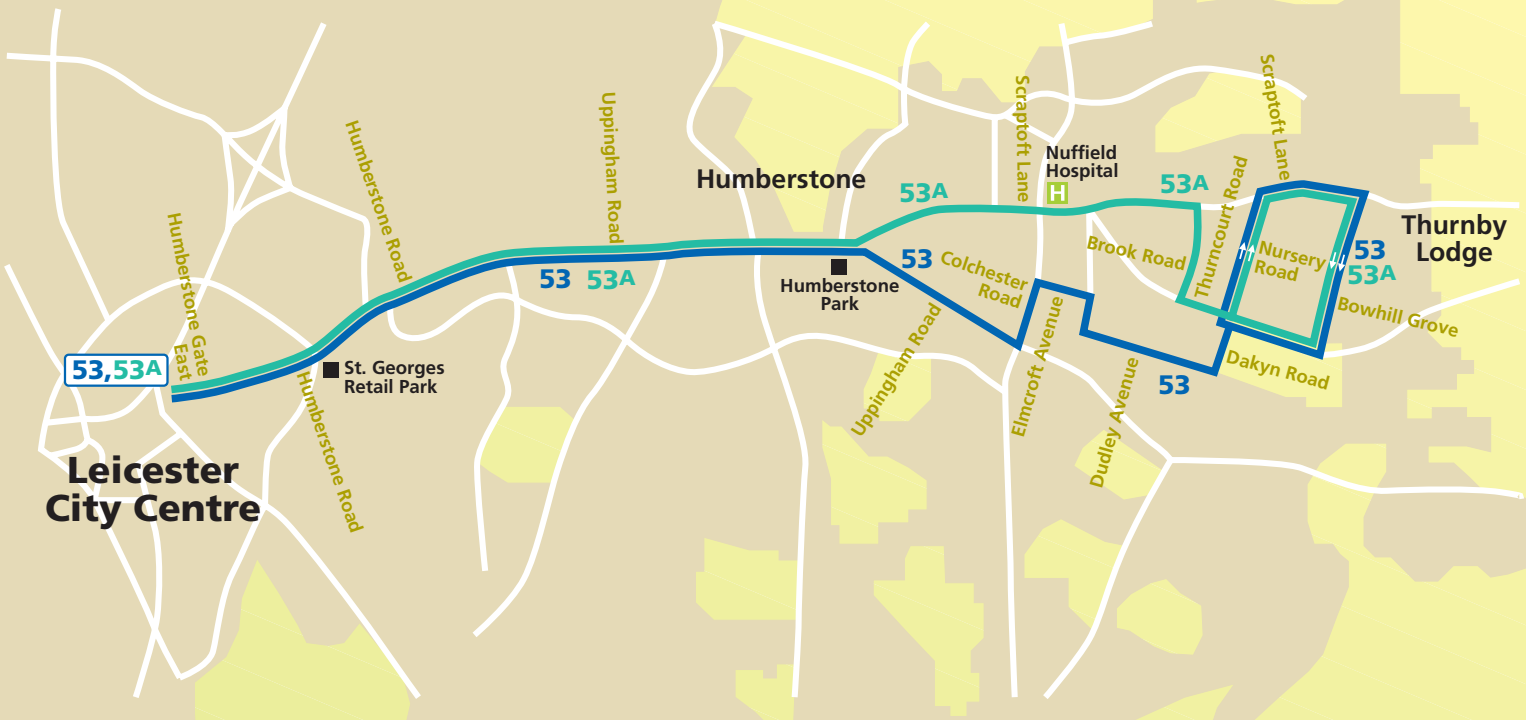 Humberstone Gate
East
53,53A
Leicester
City Centre
Humberstone Road
St. Georges
Retail Park
Humberstone Road
Uppingham Road
53 53A
Humberstone
Humberstone
Park
53A
53
Colchester
Road
Uppingham Road
Scraptoft Lane
Nuffield
Hospital
H
Elmcroft Avenue
Brook Road
Dudley Avenue
53A
53
Thurncourt Road
Scraptoft Lane
Nursery
Road
Dakyn Road
53
53A
Bowhill Grove
Thurnby
Lodge